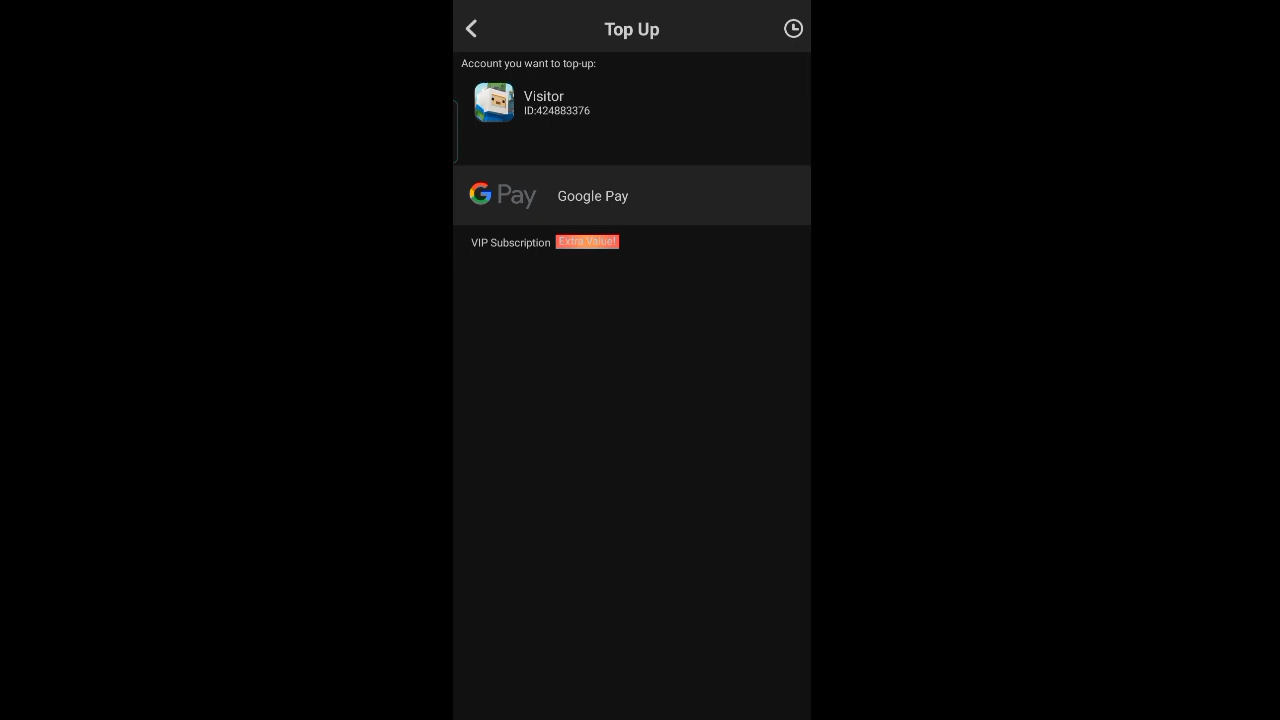 Top Up
Account you want to top-up:
Visitor
ID:424883376
G Pay Google Pay
VIP Subscription Extra Value!